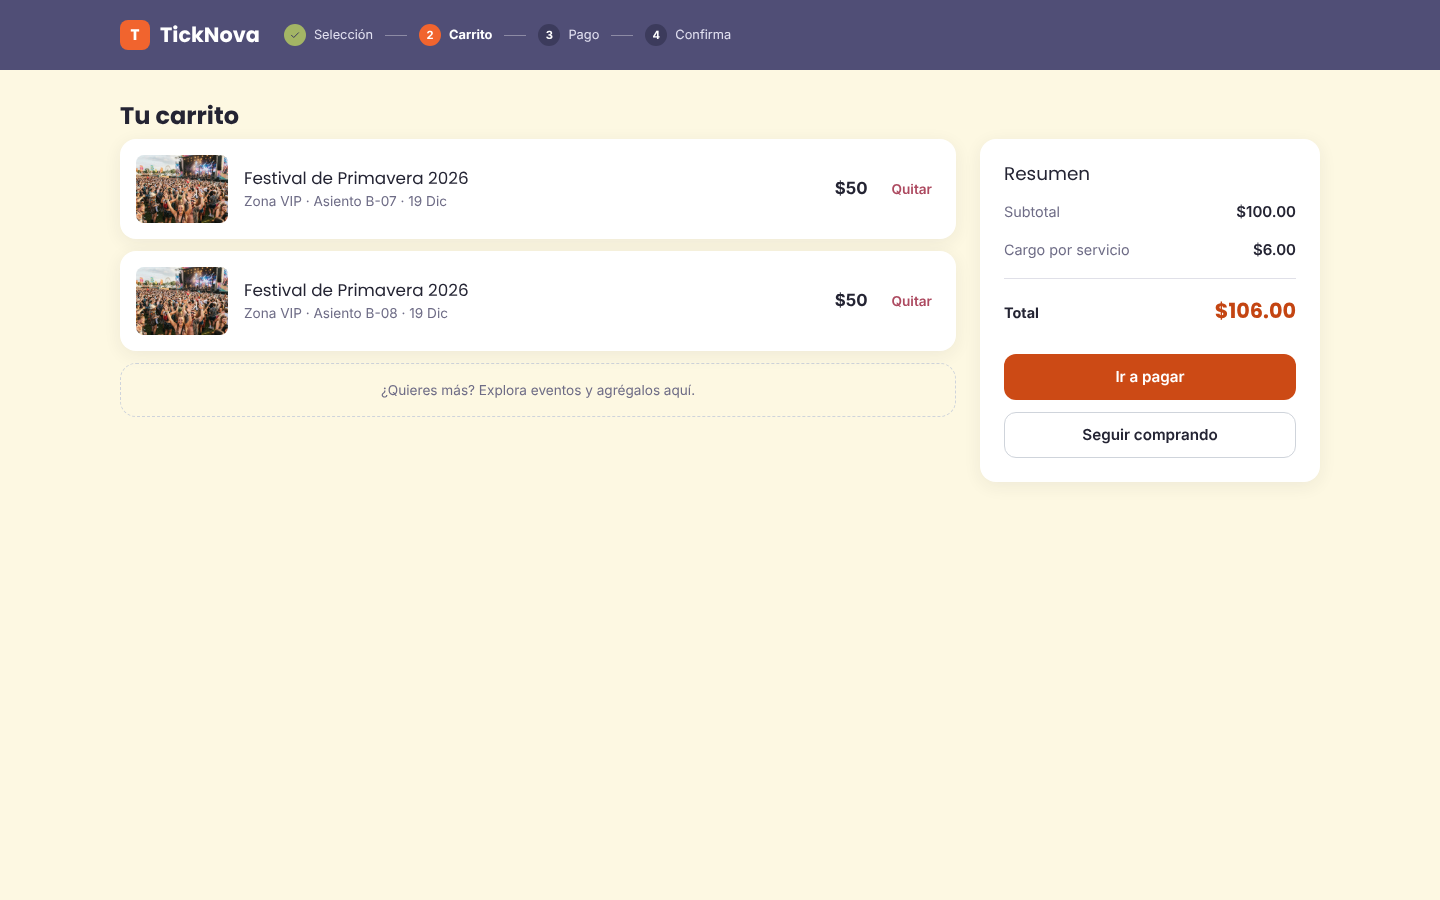 T TickNova
Selección
2 Carrito
3 Pago
4 Confirma
Tu carrito
Festival de Primavera 2026
Zona VIP · Asiento B-07 · 19 Dic
$50
Quitar
Festival de Primavera 2026
Zona VIP · Asiento B-08 · 19 Dic
$50
Quitar
¿Quieres más? Explora eventos y agrégalos aquí.
Resumen
Subtotal $100.00
Cargo por servicio $6.00
Total $106.00
Ir a pagar
Seguir comprando